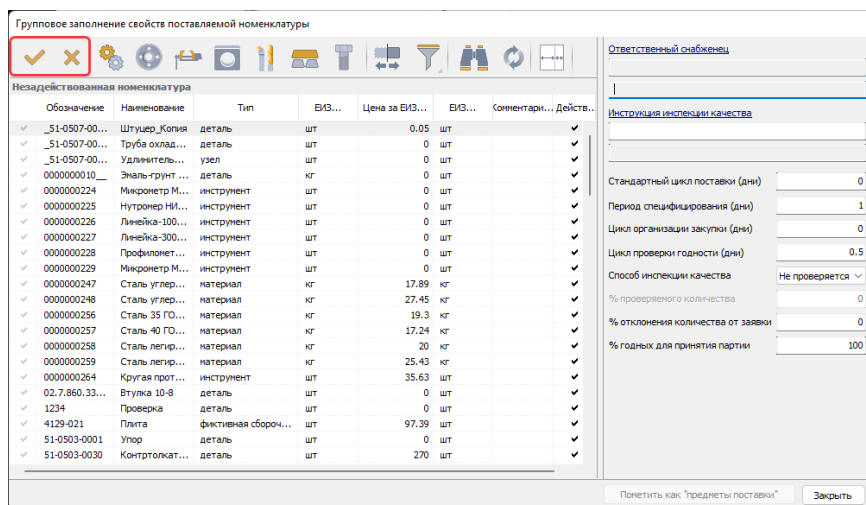 Групповое заполнение свойств поставляемой номенклатуры
Незадействованная номенклатура
Обозначение Наименование Тип ЕИЗ... Цена за ЕИЗ... ЕИЗ... Комментари... Действ...
_51-0507-00... Штуцер_Копия деталь шт 0.05 шт
_51-0507-00... Труба охлад... деталь шт 0 шт
_51-0507-00... Удлинитель... узел шт 0 шт
0000000010__ Эмаль-грунт ... деталь кг 0 кг
0000000224 Микрометр М... инструмент шт 0 шт
0000000225 Нутромер НИ... инструмент шт 0 шт
0000000226 Линейка-100... инструмент шт 0 шт
0000000227 Линейка-300... инструмент шт 0 шт
0000000228 Профиломет... инструмент шт 0 шт
0000000229 Микрометр М... инструмент шт 0 шт
0000000247 Сталь углер... материал кг 17.89 кг
0000000248 Сталь углер... материал кг 27.45 кг
0000000256 Сталь 35 ГО... материал кг 19.3 кг
0000000257 Сталь 40 ГО... материал кг 17.24 кг
0000000258 Сталь легир... материал кг 20 кг
0000000259 Сталь легир... материал кг 25.43 кг
0000000264 Кругая прот... инструмент шт 35.63 шт
02.7.860.33... Втулка 10-8 деталь шт 0 шт
1234 Проверка деталь шт 0 шт
4129-021 Плита фиктивная сбороч... шт 97.39 шт
51-0503-0001 Упор деталь шт 0 шт
51-0503-0030 Контртолкат... деталь шт 270 шт
Ответственный снабженец
Инструкция инспекции качества
Стандартный цикл поставки (дни) 0
Период специфицирования (дни) 1
Цикл организации закупки (дни) 0
Цикл проверки годности (дни) 0.5
Способ инспекции качества Не проверяется
% проверяемого количества 0
% отклонения количества от заявки 0
% годных для принятия партии 100
Пометить как "предметы поставки" Закрыть